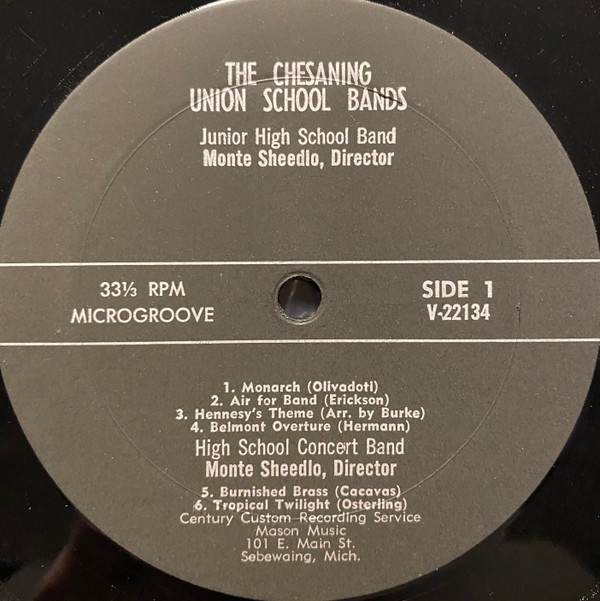 THE CHESANING
UNION SCHOOL BANDS
Junior High School Band
Monte Sheedlo, Director
33⅓ RPM
MICROGROOVE
SIDE 1
V-22134
1. Monarch (Olivadoti)
2. Air for Band (Erickson)
3. Hennesy's Theme (Arr. by Burke)
4. Belmont Overture (Hermann)
High School Concert Band
Monte Sheedlo, Director
5. Burnished Brass (Cacavas)
6. Tropical Twilight (Osterling)
Century Custom Recording Service
Mason Music
101 E. Main St.
Sebewaing, Mich.